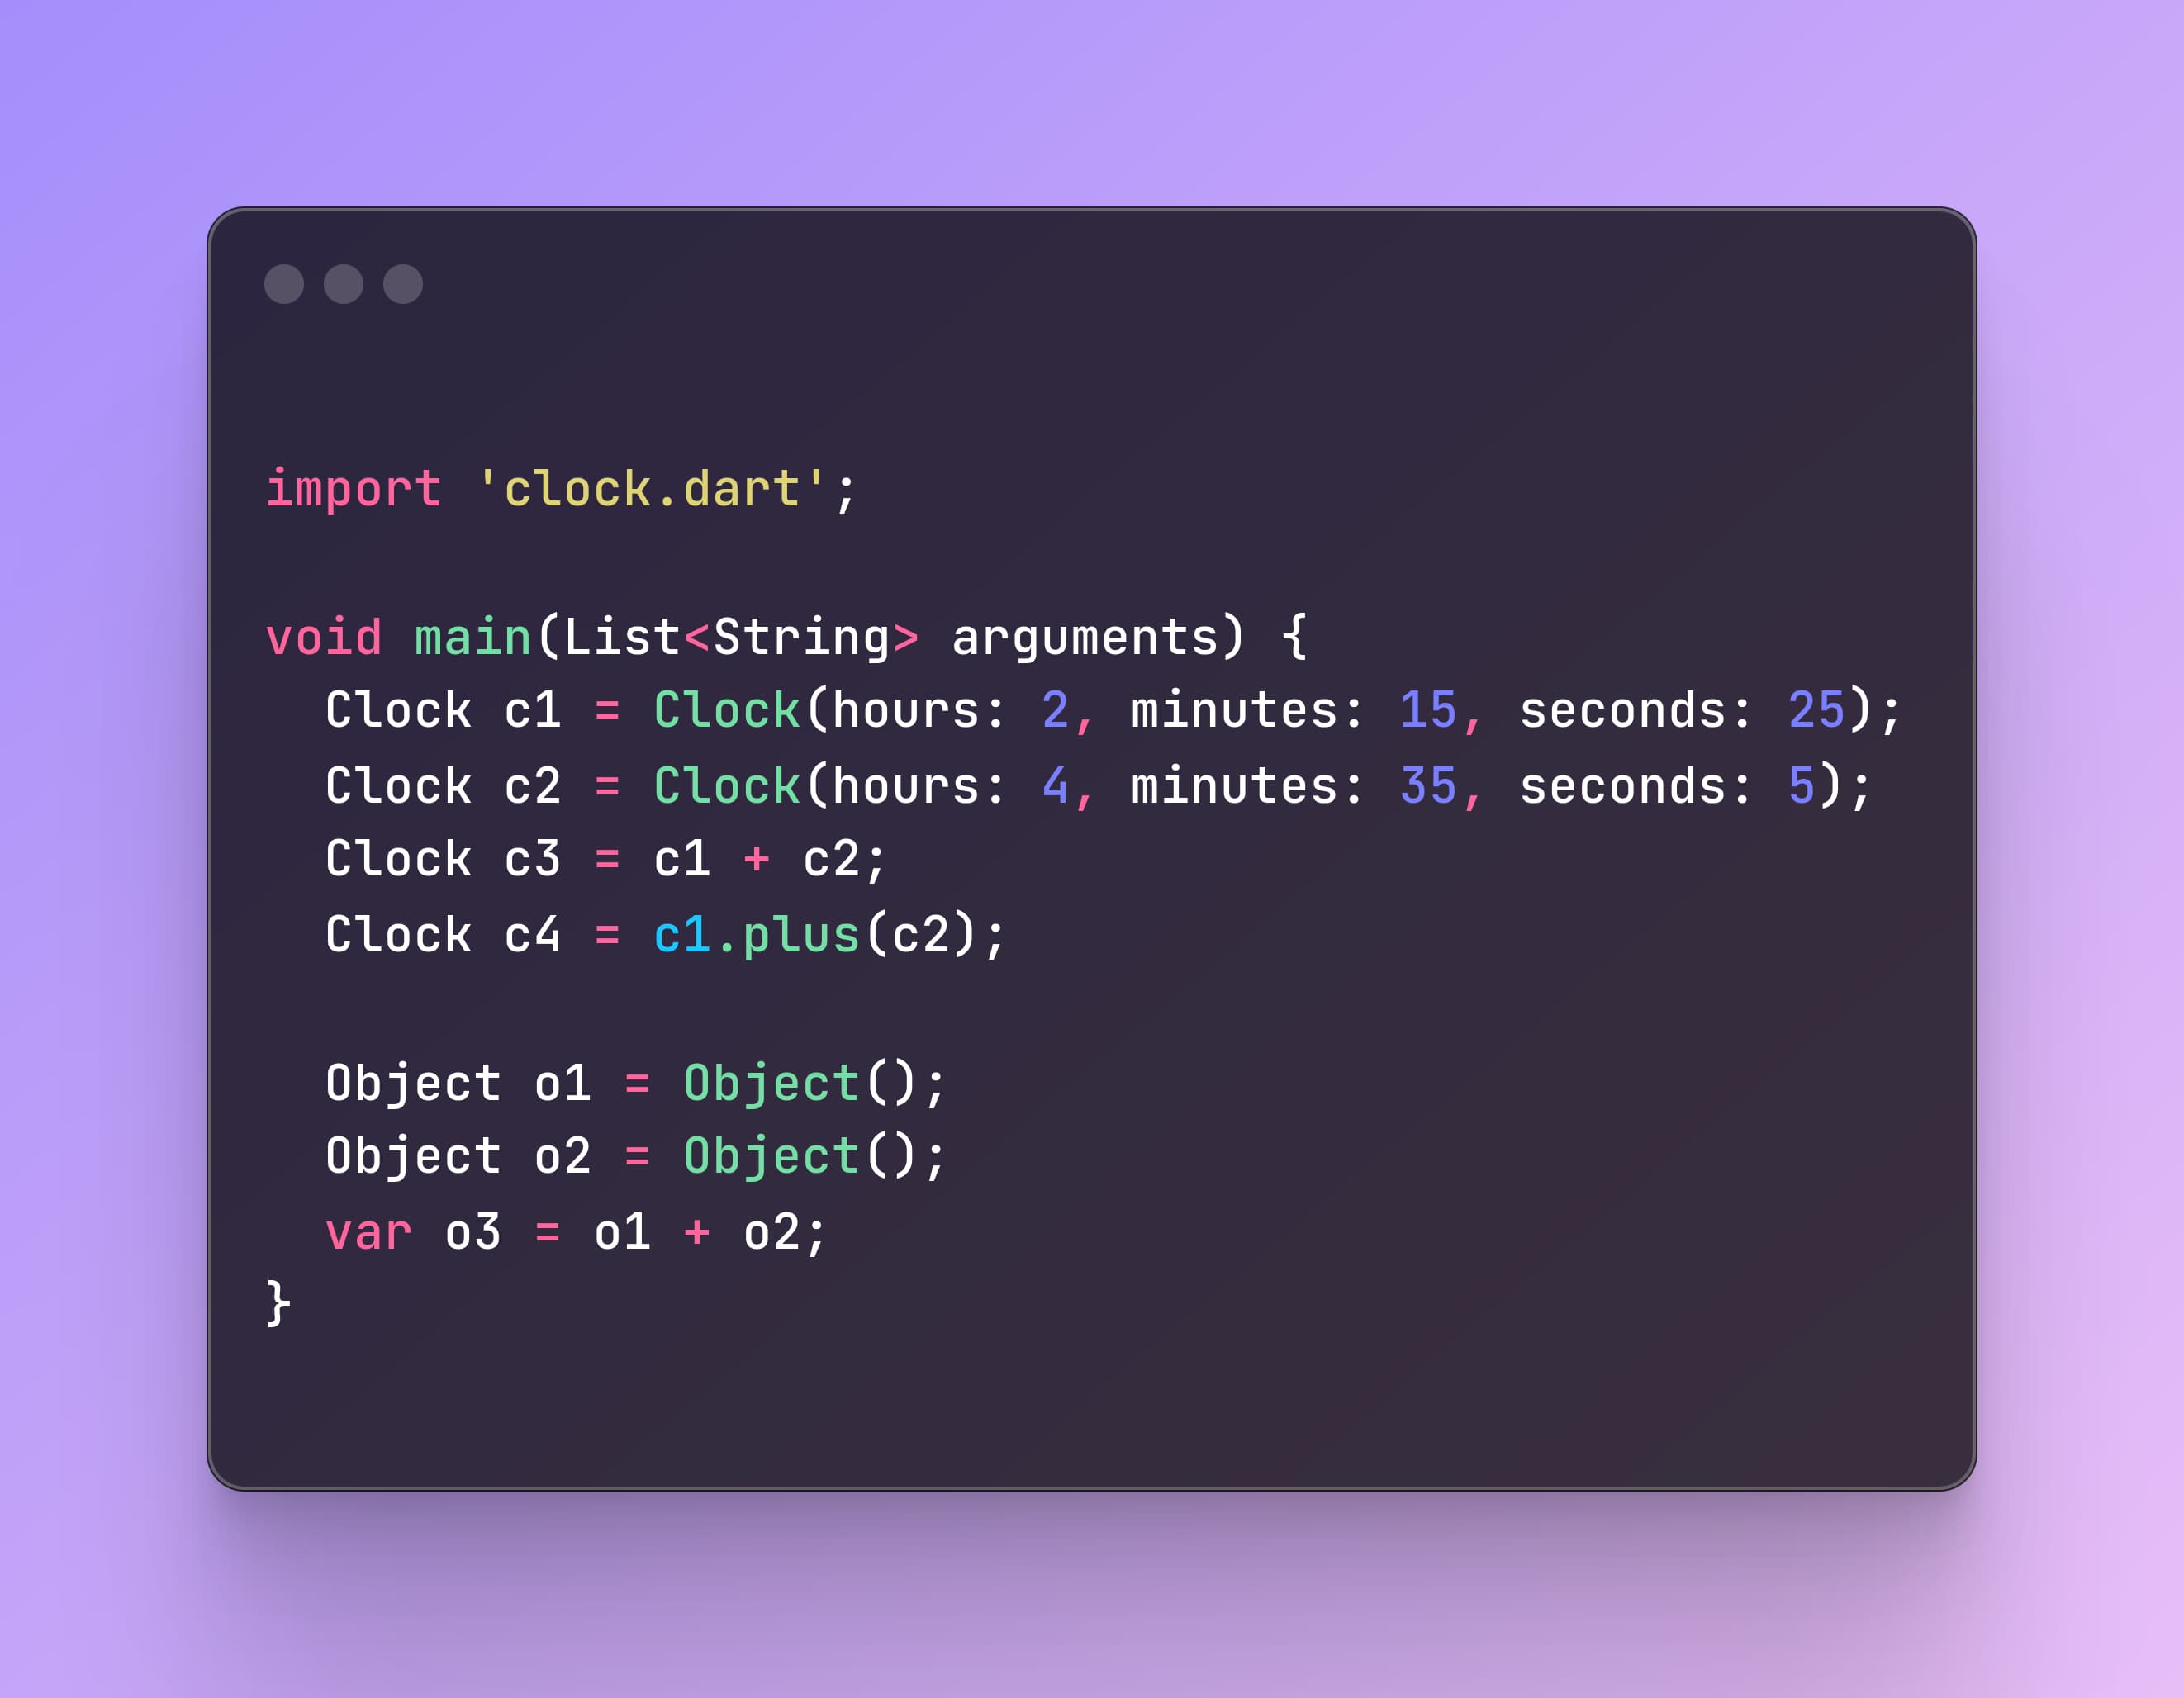 import 'clock.dart';
void main(List<String> arguments) {
  Clock c1 = Clock(hours: 2, minutes: 15, seconds: 25);
  Clock c2 = Clock(hours: 4, minutes: 35, seconds: 5);
  Clock c3 = c1 + c2;
  Clock c4 = c1.plus(c2);
  Object o1 = Object();
  Object o2 = Object();
  var o3 = o1 + o2;
}